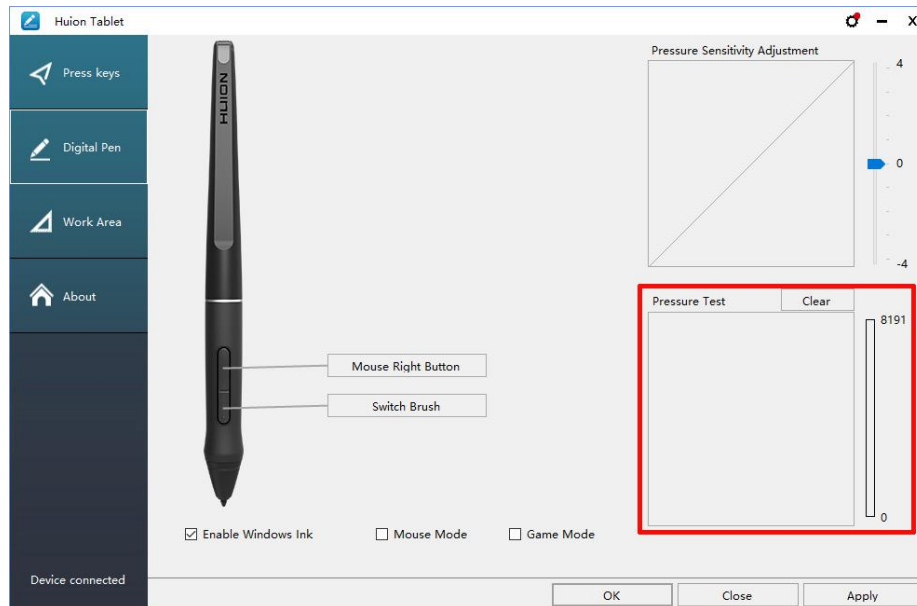 Huion Tablet
Press keys
Digital Pen
Work Area
About
Device connected
HUION
Mouse Right Button
Switch Brush
Enable Windows Ink
Mouse Mode
Game Mode
Pressure Sensitivity Adjustment
4
0
-4
Pressure Test
Clear
8191
0
OK
Close
Apply